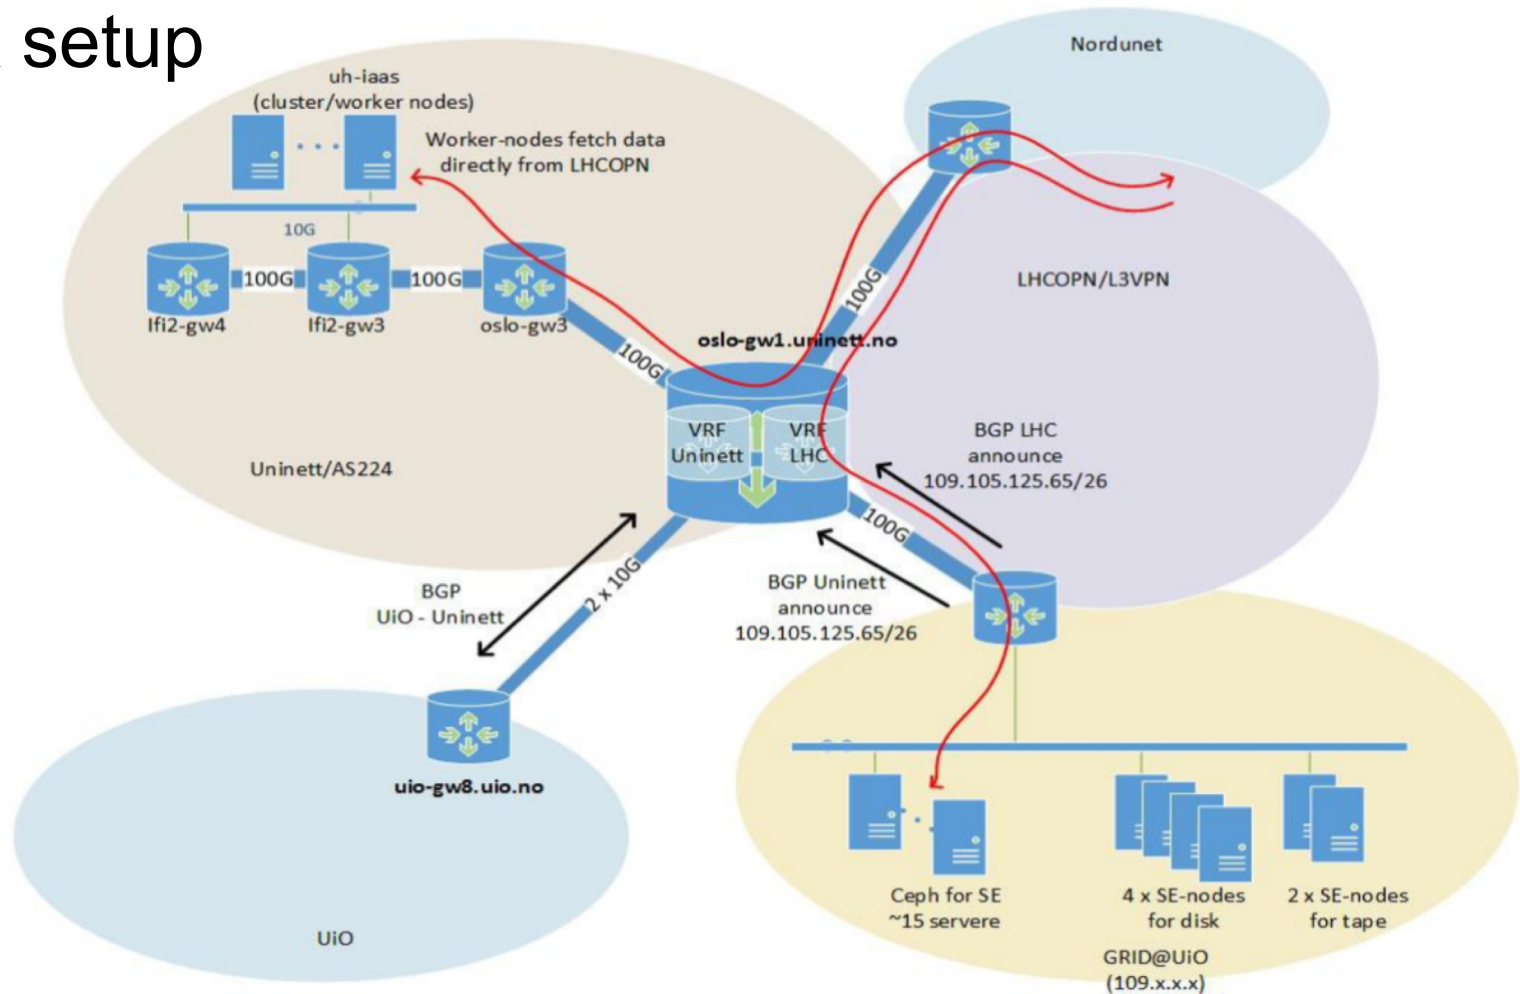 setup
Nordunet
uh-iaas
(cluster/worker nodes)
Worker-nodes fetch data
directly from LHCOPN
10G
100G
100G
Ifi2-gw4
Ifi2-gw3
oslo-gw3
100G
100G
LHCOPN/L3VPN
oslo-gw1.uninett.no
VRF
Uninett
VRF
LHC
BGP LHC
announce
109.105.125.65/26
Uninett/AS224
100G
BGP
UiO - Uninett
2 x 10G
BGP Uninett
announce
109.105.125.65/26
uio-gw8.uio.no
UiO
Ceph for SE
~15 servere
4 x SE-nodes
for disk
2 x SE-nodes
for tape
GRID@UiO
(109.x.x.x)